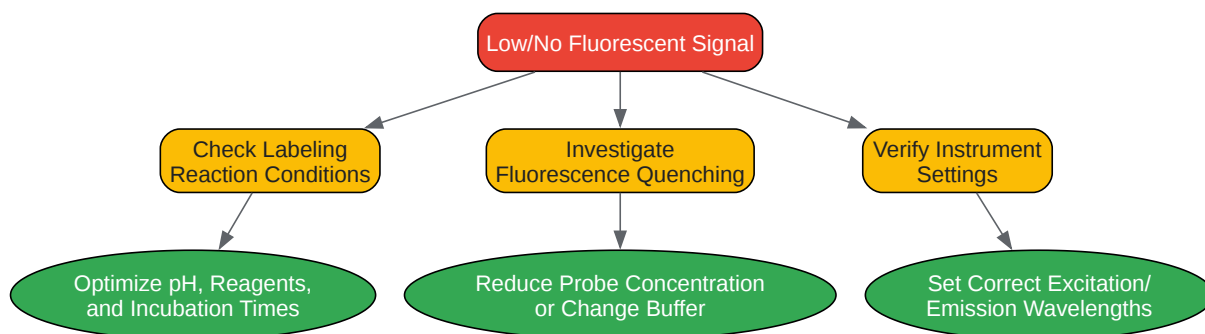 Low/No Fluorescent Signal
Check Labeling
Reaction Conditions
Investigate
Fluorescence Quenching
Verify Instrument
Settings
Optimize pH, Reagents,
and Incubation Times
Reduce Probe Concentration
or Change Buffer
Set Correct Excitation/
Emission Wavelengths